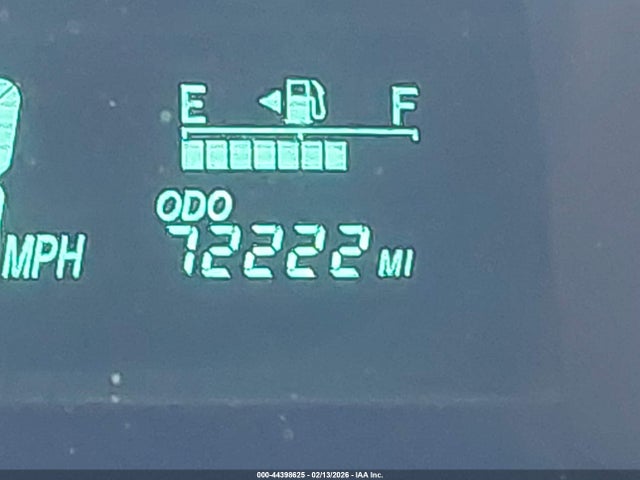 E F
ODO
72222 MI
MPH
000-44398625 - 02/13/2026 - IAA Inc.